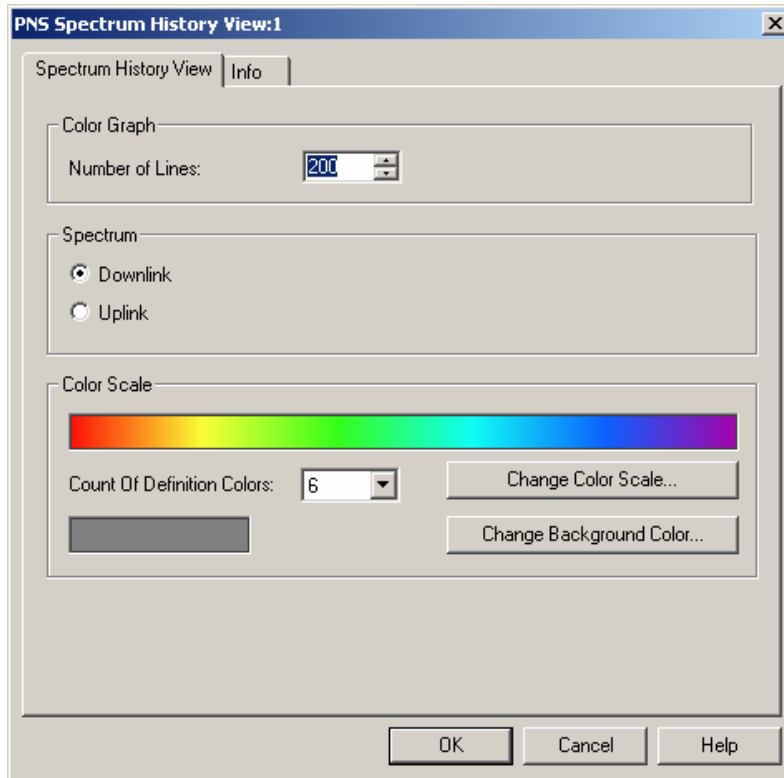 PNS Spectrum History View:1
Spectrum History View
Info
Color Graph
Number of Lines:
200
Spectrum
Downlink
Uplink
Color Scale
Count Of Definition Colors:
6
Change Color Scale...
Change Background Color...
OK
Cancel
Help